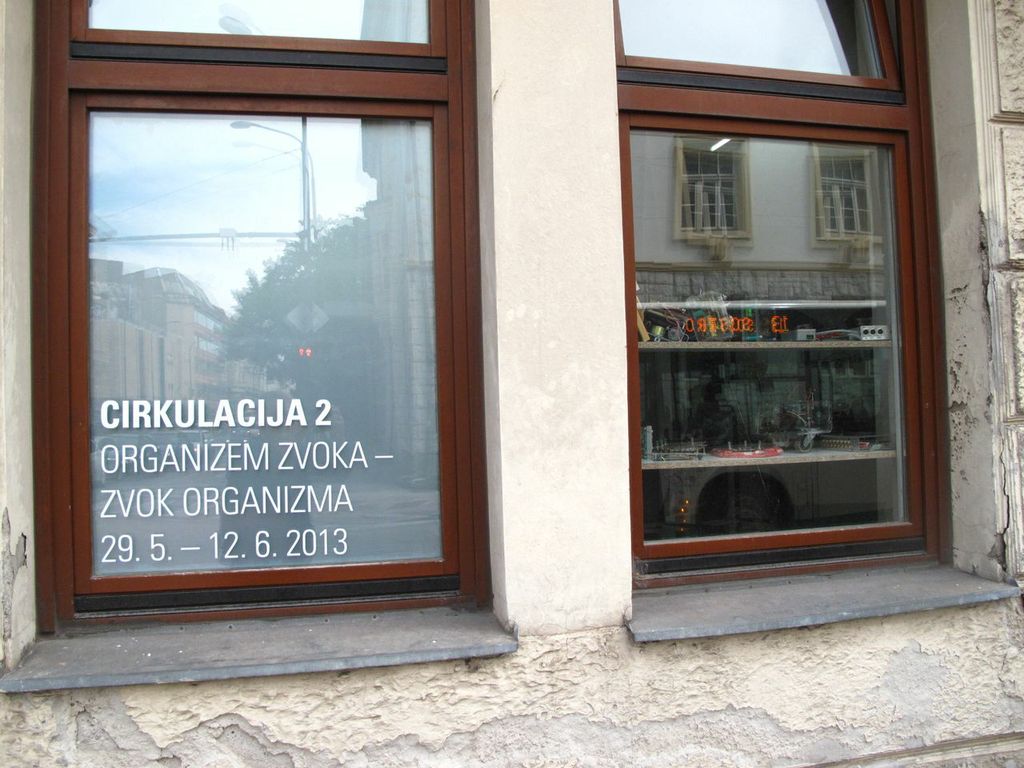 CIRKULACIJA 2
ORGANIZEM ZVOKA –
ZVOK ORGANIZMA
29. 5. – 12. 6. 2013